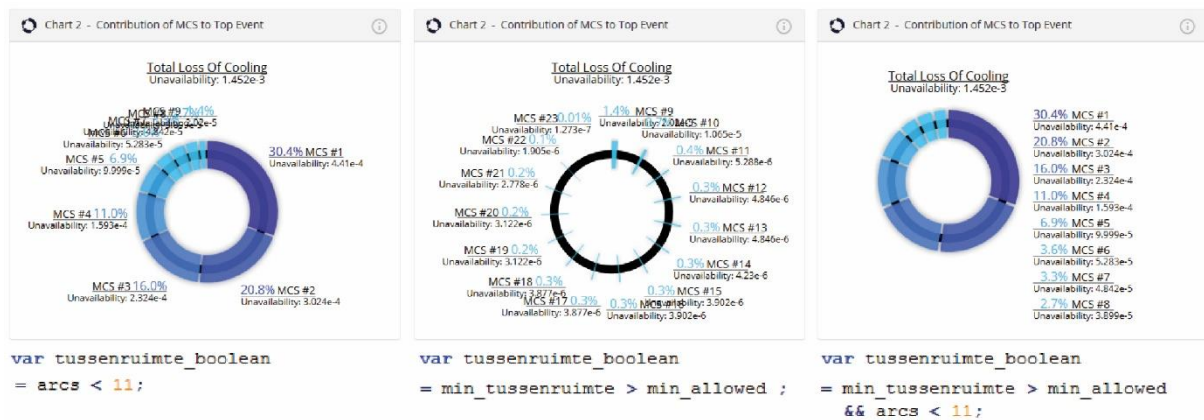 Chart 2 - Contribution of MCS to Top Event
Total Loss Of Cooling
Unavailability: 1.452e-3
MCS #9 1.4%
30.4% MCS #1
Unavailability: 4.41e-4
20.8% MCS #2
Unavailability: 3.024e-4
MCS #3 16.0%
Unavailability: 2.324e-4
MCS #4 11.0%
Unavailability: 1.593e-4
MCS #5 6.9%
Unavailability: 9.999e-5
Unavailability: 5.283e-5
var tussenruimte_boolean
= arcs < 11;
Chart 2 - Contribution of MCS to Top Event
Total Loss Of Cooling
Unavailability: 1.452e-3
1.4% MCS #9
MCS #10
Unavailability: 1.065e-5
0.4% MCS #11
Unavailability: 5.288e-6
0.3% MCS #12
Unavailability: 4.846e-6
0.3% MCS #13
Unavailability: 4.846e-6
0.3% MCS #14
Unavailability: 4.23e-6
0.3% MCS #15
Unavailability: 3.902e-6
0.3%
Unavailability: 3.902e-6
MCS #17 0.3%
Unavailability: 3.877e-6
MCS #18 0.3%
Unavailability: 3.877e-6
MCS #19 0.2%
Unavailability: 3.122e-6
MCS #20 0.2%
Unavailability: 3.122e-6
MCS #21 0.2%
Unavailability: 2.778e-6
MCS #22 0.1%
Unavailability: 1.905e-6
MCS #23 0.01%
Unavailability: 1.273e-7
var tussenruimte_boolean
= min_tussenruimte > min_allowed ;
Chart 2 - Contribution of MCS to Top Event
Total Loss Of Cooling
Unavailability: 1.452e-3
30.4% MCS #1
Unavailability: 4.41e-4
20.8% MCS #2
Unavailability: 3.024e-4
16.0% MCS #3
Unavailability: 2.324e-4
11.0% MCS #4
Unavailability: 1.593e-4
6.9% MCS #5
Unavailability: 9.999e-5
3.6% MCS #6
Unavailability: 5.283e-5
3.3% MCS #7
Unavailability: 4.842e-5
2.7% MCS #8
Unavailability: 3.899e-5
var tussenruimte_boolean
= min_tussenruimte > min_allowed
&& arcs < 11;